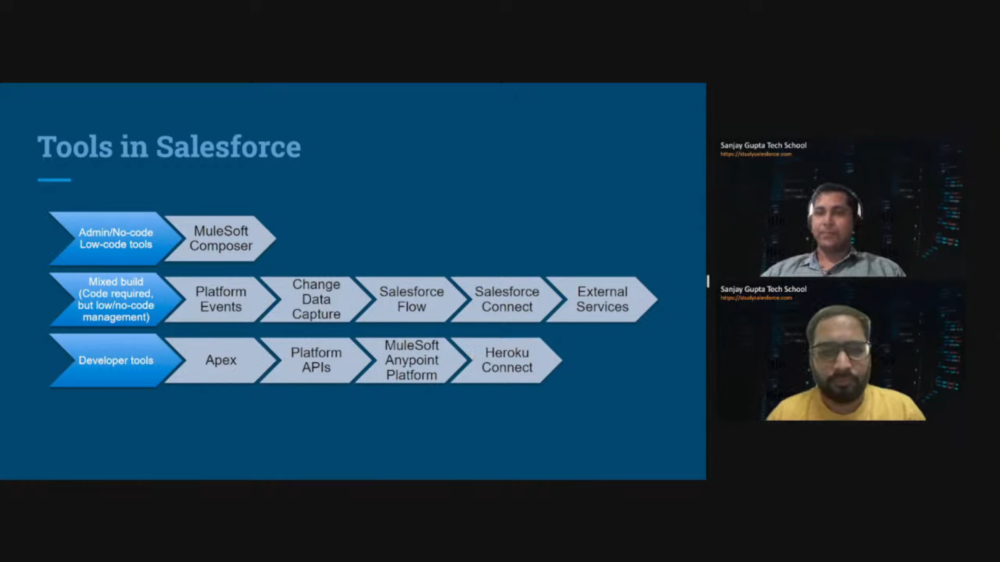 Tools in Salesforce
Admin/No-code
Low-code tools
MuleSoft
Composer
Mixed build
(Code required,
but low/no-code
management)
Platform
Events
Change
Data
Capture
Salesforce
Flow
Salesforce
Connect
External
Services
Developer tools
Apex
Platform
APIs
MuleSoft
Anypoint
Platform
Heroku
Connect
Sanjay Gupta Tech School
https://studysalesforce.com
Sanjay Gupta Tech School
https://studysalesforce.com